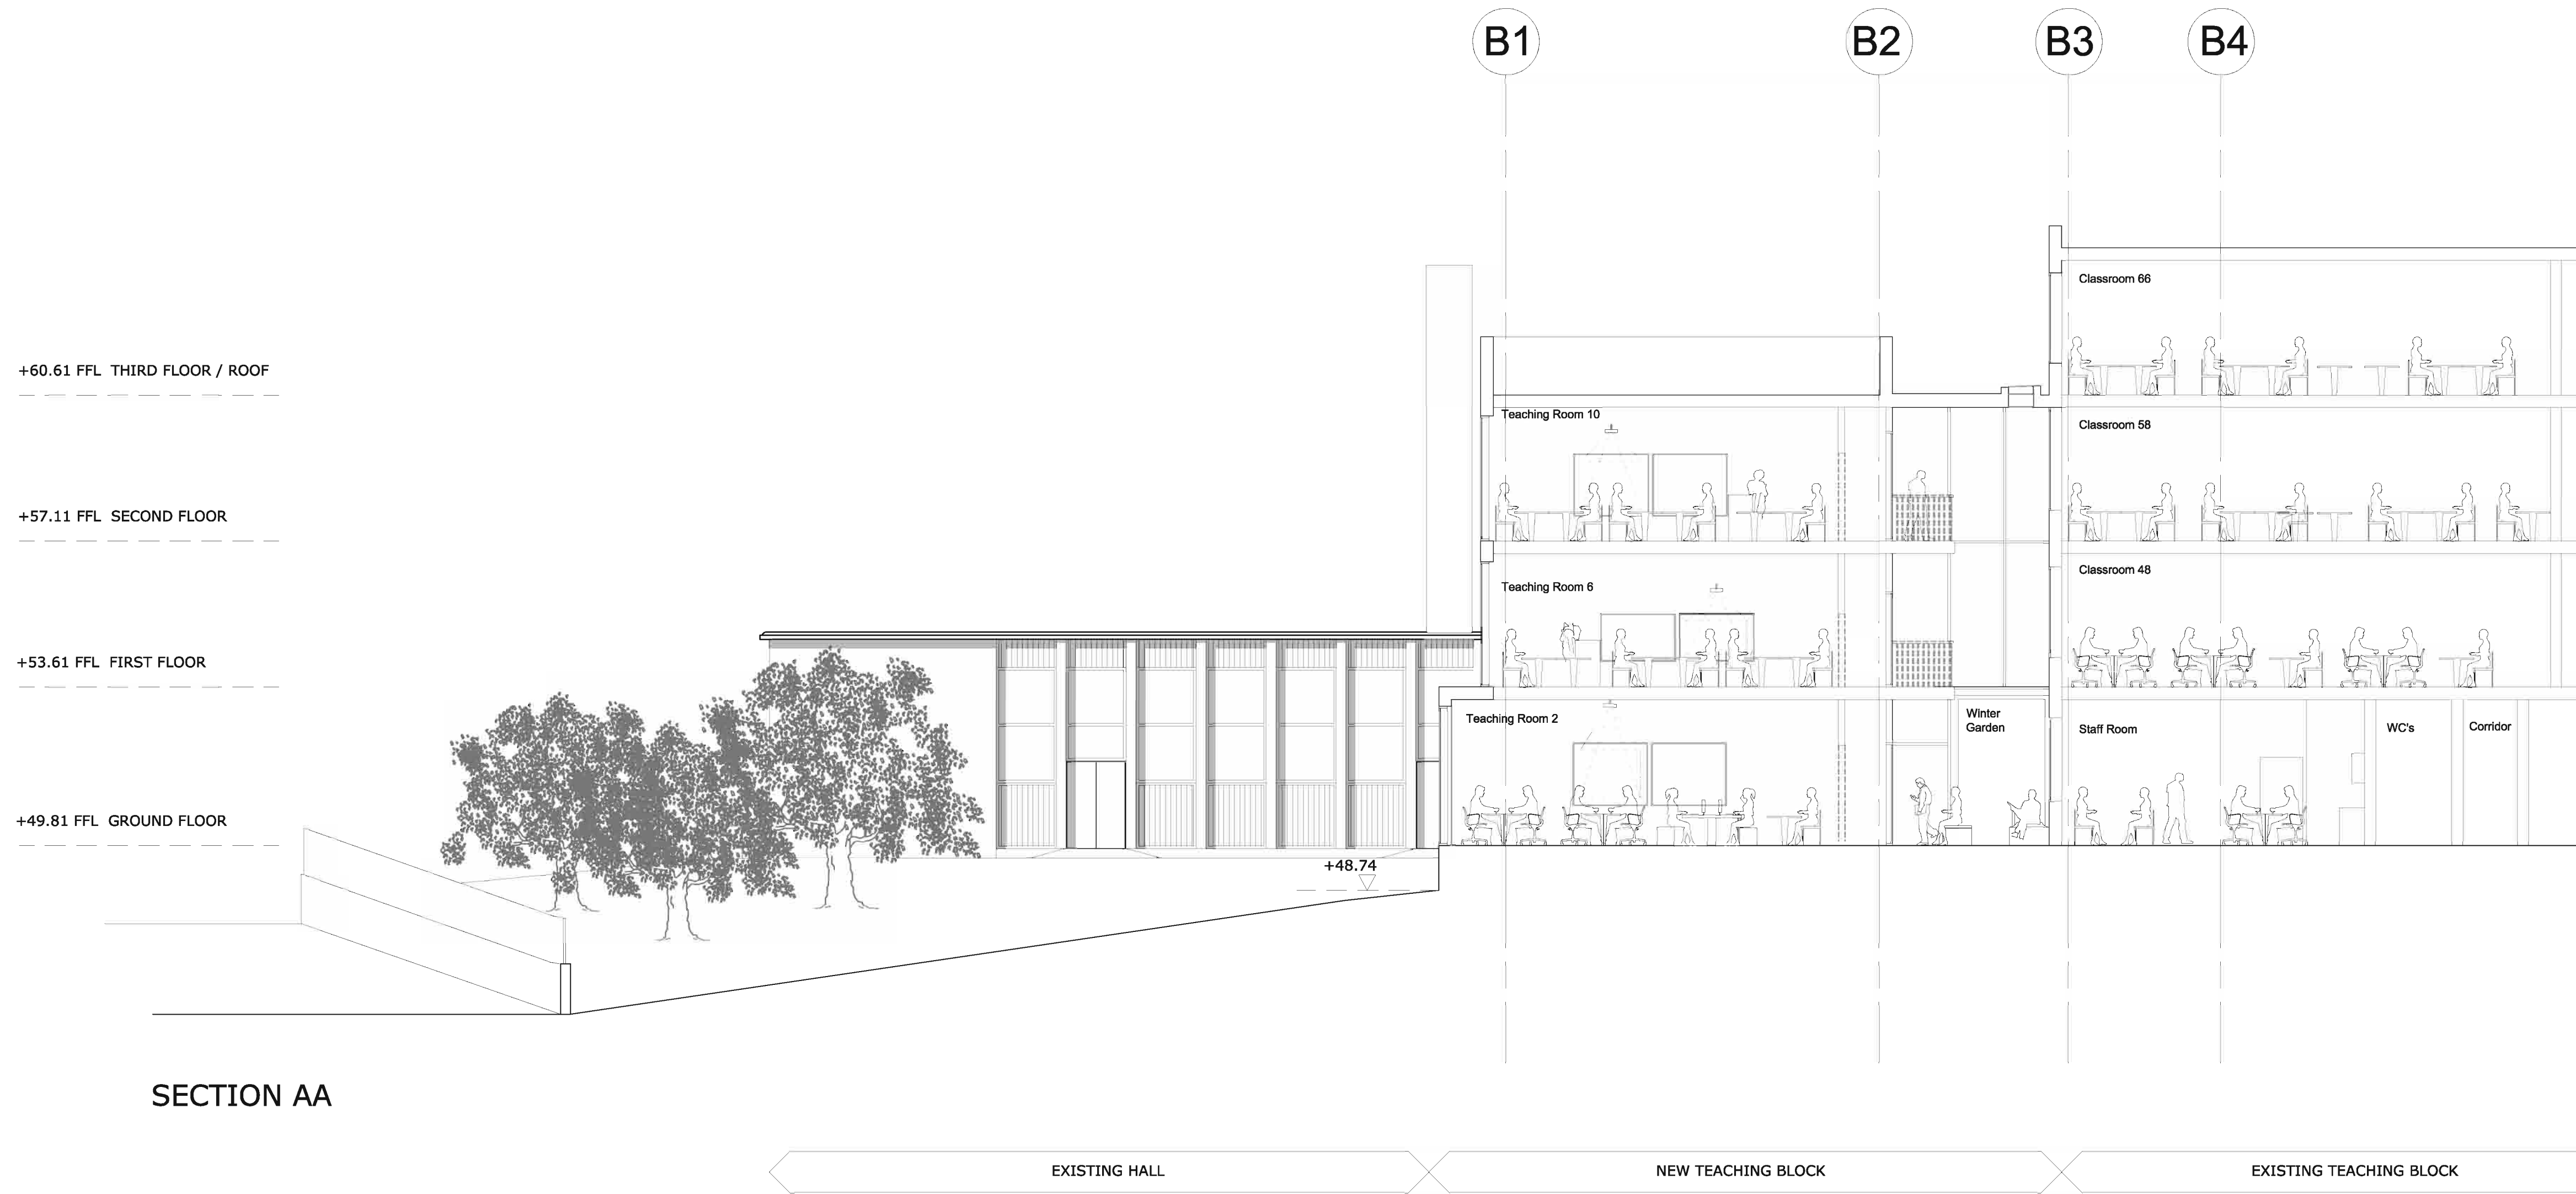 B1
B2
B3
B4
Classroom 66
+60.61 FFL THIRD FLOOR / ROOF
Teaching Room 10
Classroom 58
+57.11 FFL SECOND FLOOR
Classroom 48
Teaching Room 6
+53.61 FFL FIRST FLOOR
Teaching Room 2
Winter
Garden
Staff Room
WC's
Corridor
+49.81 FFL GROUND FLOOR
+48.74
SECTION AA
EXISTING HALL
NEW TEACHING BLOCK
EXISTING TEACHING BLOCK